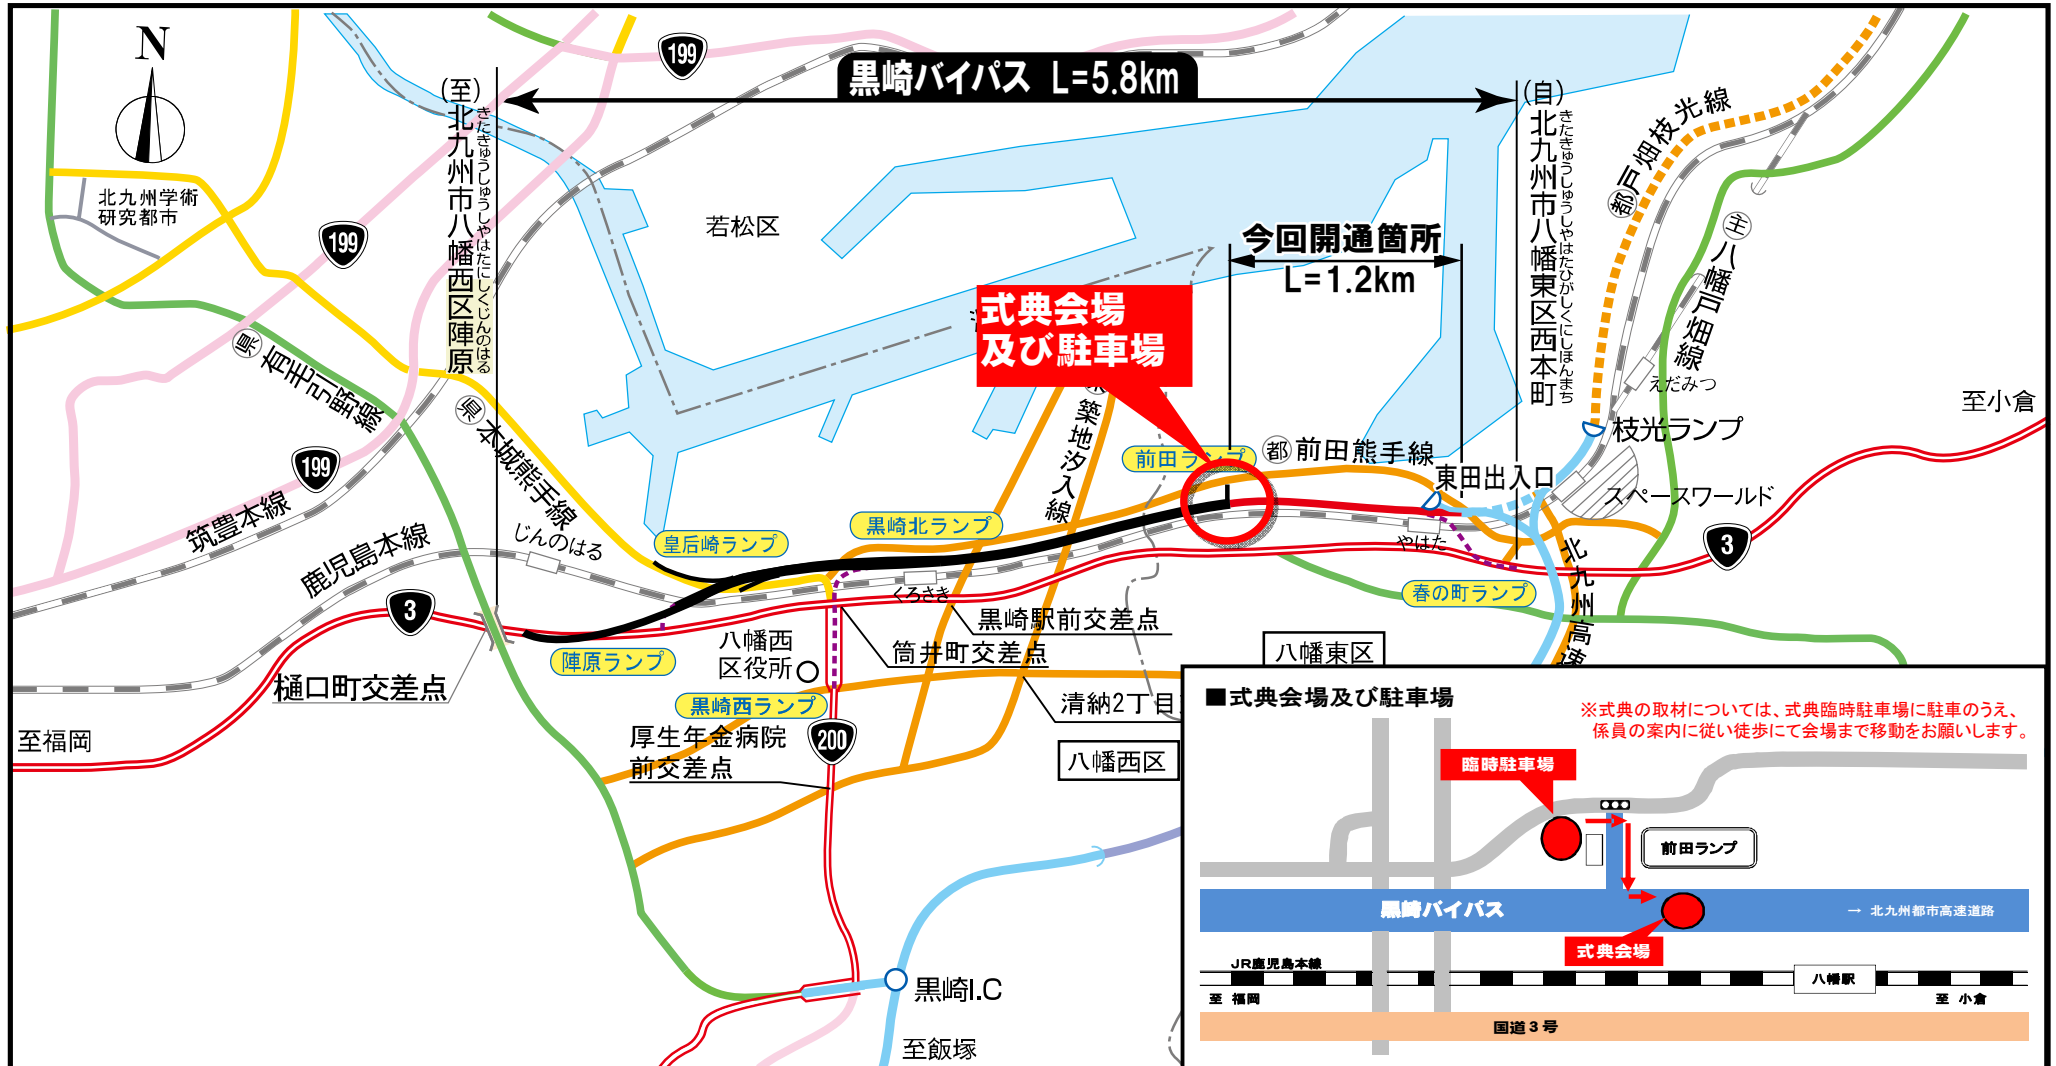 N
199
黒崎バイパス L=5.8km
(至)北九州市八幡西区陣原
きたきゅうしゅうしやはたにしくじんのはる
(自)北九州市八幡東区西本町
きたきゅうしゅうしやはたひがしくにしほんまち
都 戸畑枝光線
北九州学術
研究都市
199
若松区
今回開通箇所
L=1.2km
主 八幡戸畑線
式典会場
及び駐車場
県 有毛引野線
県 本城熊手線
えだみつ
至小倉
築地汐入線
枝光ランプ
都 前田熊手線
前田ランプ
東田出入口
スペースワールド
199
筑豊本線
鹿児島本線
じんのはる
皇后崎ランプ
黒崎北ランプ
やはた
3
北九州高速
春の町ランプ
くろさき
3
黒崎駅前交差点
筒井町交差点
八幡西
区役所
陣原ランプ
八幡東区
樋口町交差点
黒崎西ランプ
清納2丁目
至福岡
厚生年金病院
前交差点
200
八幡西区
黒崎I.C
至飯塚
■式典会場及び駐車場
※式典の取材については、式典臨時駐車場に駐車のうえ、
係員の案内に従い徒歩にて会場まで移動をお願いします。
臨時駐車場
前田ランプ
黒崎バイパス
→ 北九州都市高速道路
式典会場
JR鹿児島本線
八幡駅
至 福岡
至 小倉
国道3号